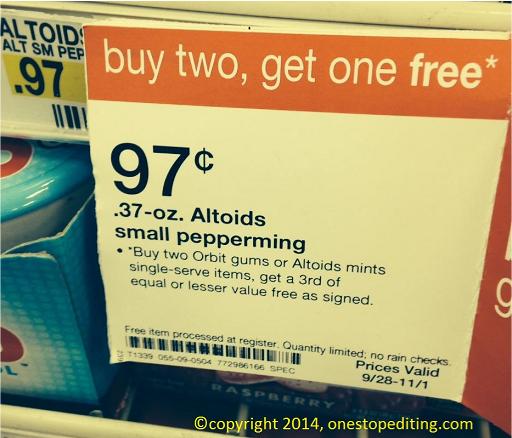 ALTOIDS
ALT SM PEP
.97
buy two, get one free*
97¢
.37-oz. Altoids
small pepperming
• *Buy two Orbit gums or Altoids mints
single-serve items, get a 3rd of
equal or lesser value free as signed.
Free item processed at register. Quantity limited; no rain checks.
T1339 055-09-0504 772986166 SPEC
Prices Valid
9/28-11/1
RASPBERRY
©copyright 2014, onestopediting.com